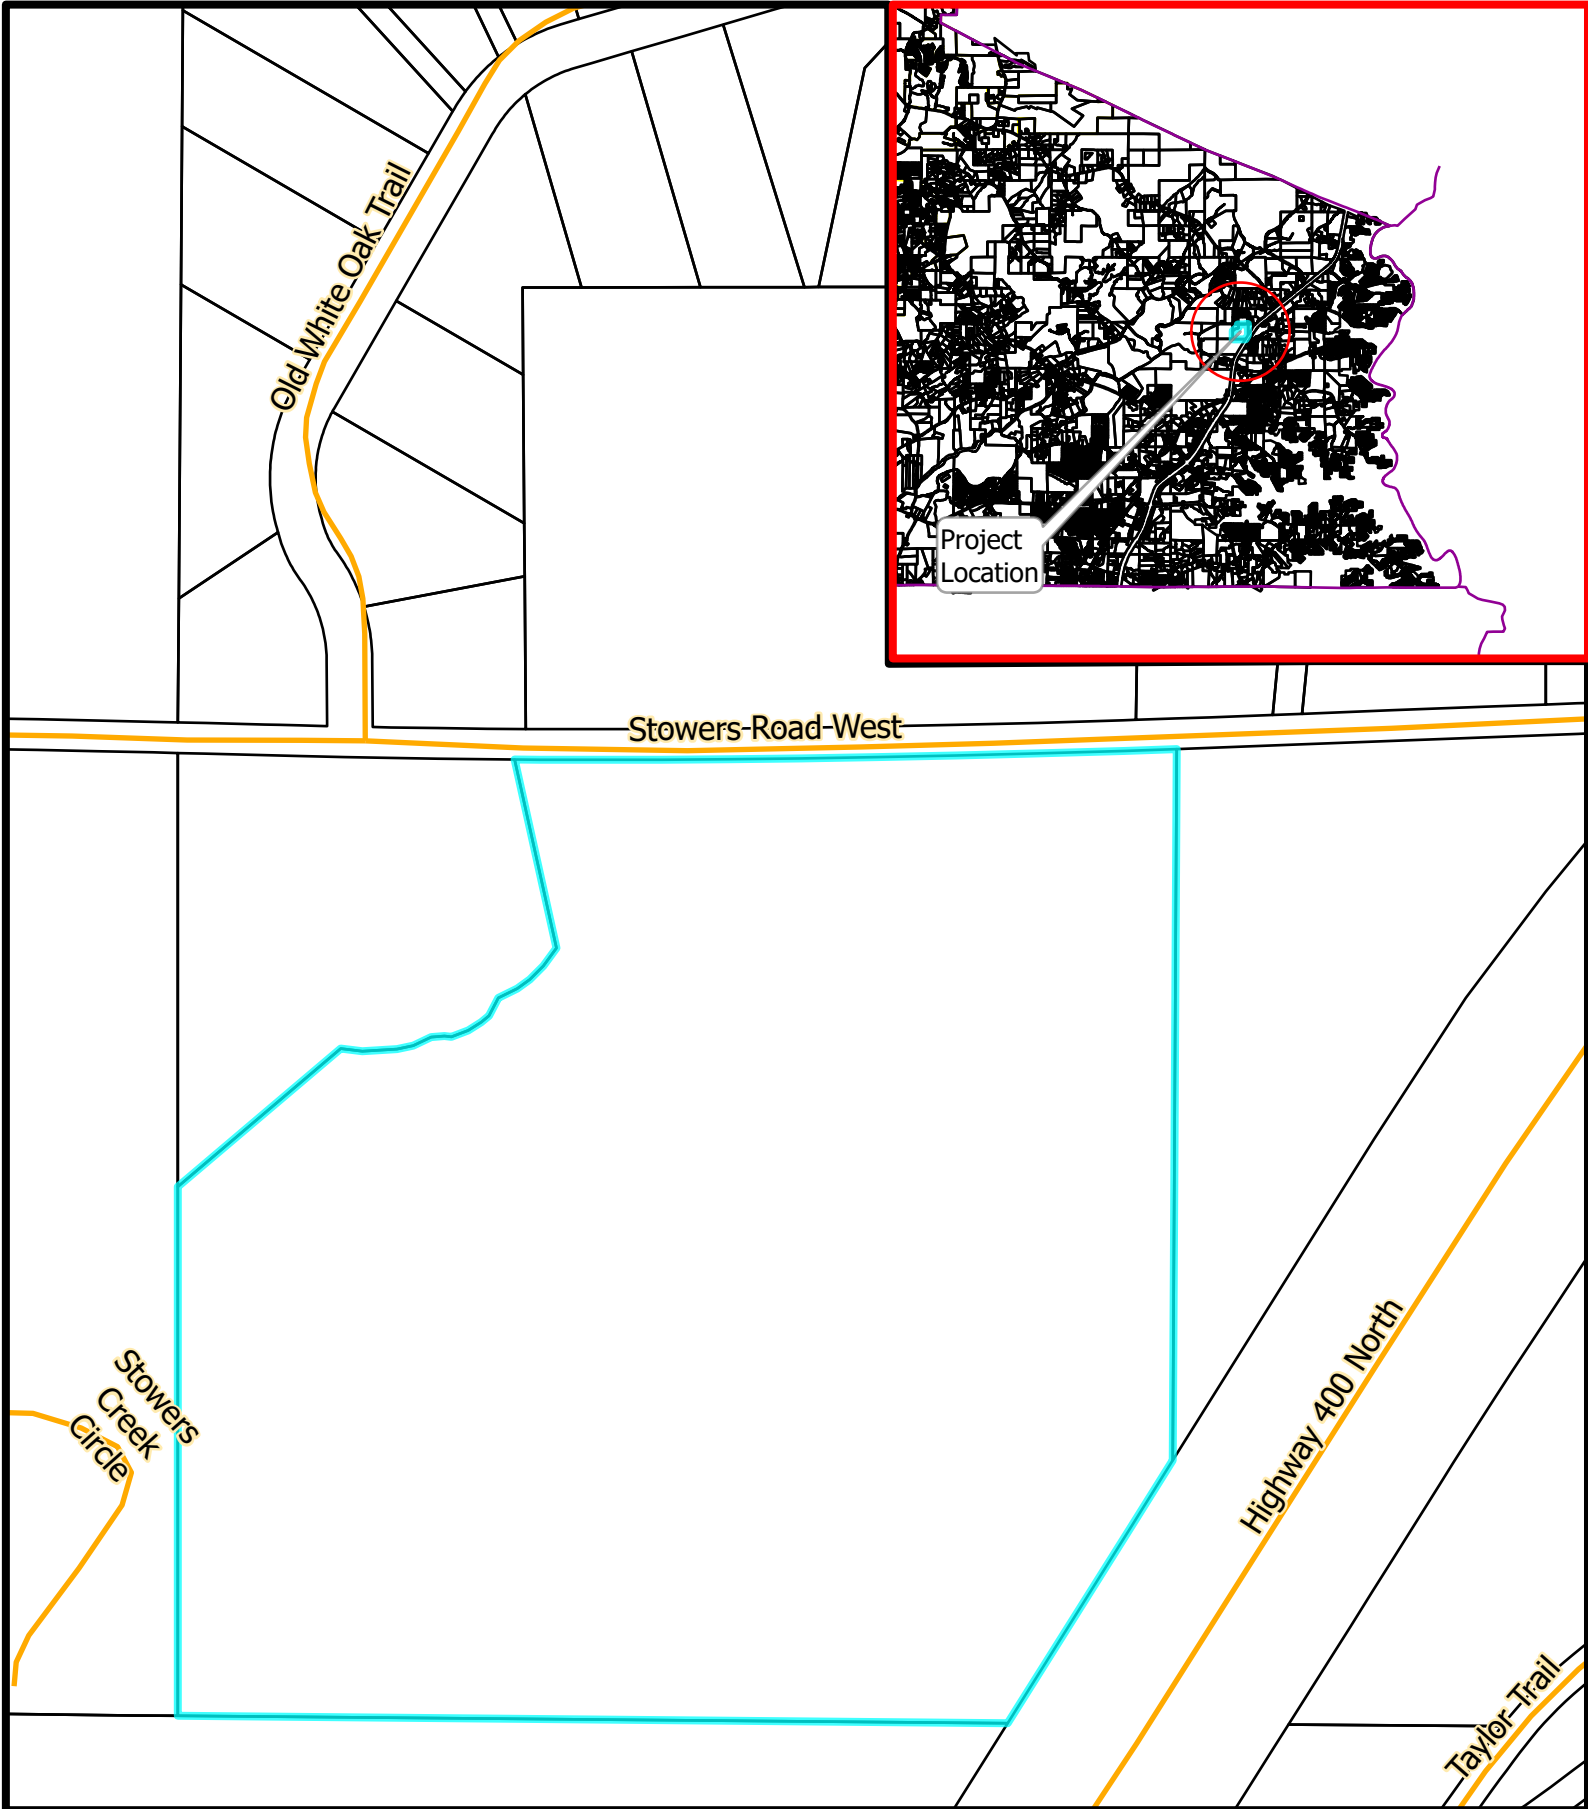 Old White Oak Trail
Project
Location
Stowers Road West
Stowers
Creek
Circle
Highway 400 North
Taylor Trail